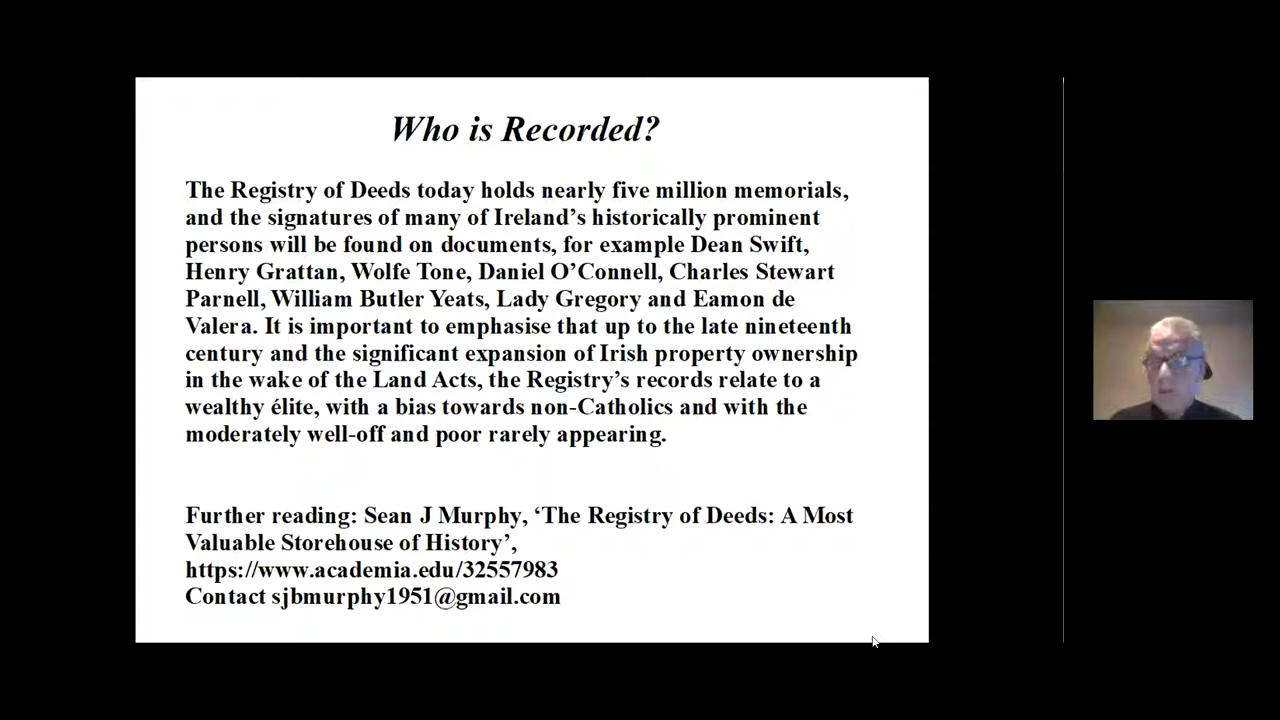 Who is Recorded?
The Registry of Deeds today holds nearly five million memorials,
and the signatures of many of Ireland’s historically prominent
persons will be found on documents, for example Dean Swift,
Henry Grattan, Wolfe Tone, Daniel O’Connell, Charles Stewart
Parnell, William Butler Yeats, Lady Gregory and Eamon de
Valera. It is important to emphasise that up to the late nineteenth
century and the significant expansion of Irish property ownership
in the wake of the Land Acts, the Registry’s records relate to a
wealthy élite, with a bias towards non-Catholics and with the
moderately well-off and poor rarely appearing.
Further reading: Sean J Murphy, ‘The Registry of Deeds: A Most
Valuable Storehouse of History’,
https://www.academia.edu/32557983
Contact sjbmurphy1951@gmail.com